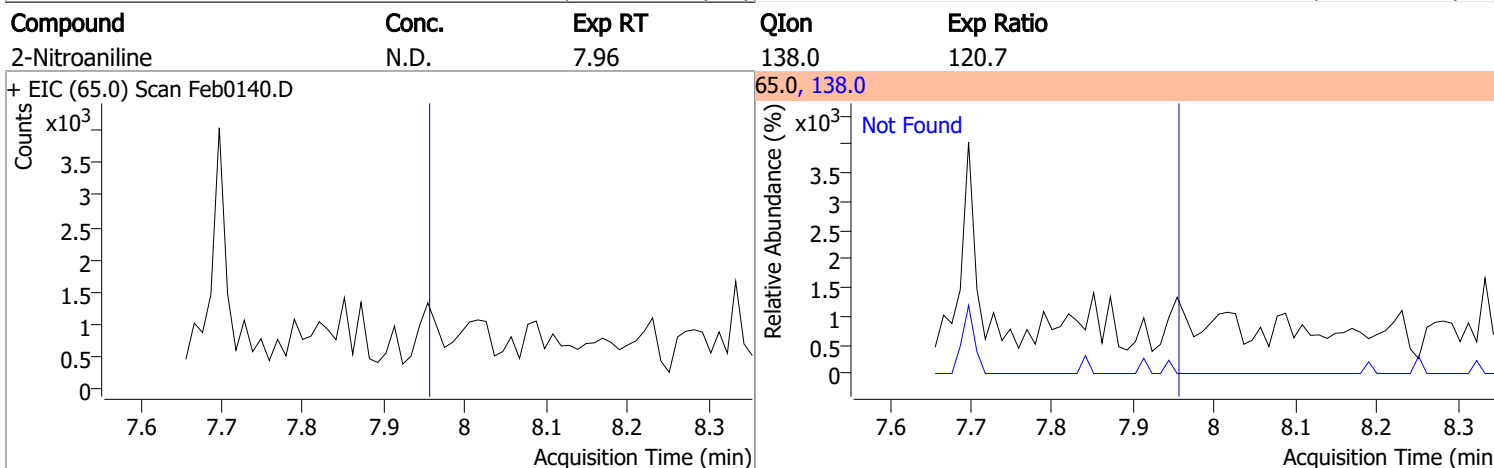 Compound Conc. Exp RT QIon Exp Ratio
2-Nitroaniline N.D. 7.96 138.0 120.7
+ EIC (65.0) Scan Feb0140.D
Counts
x10³
3.5
3
2.5
2
1.5
1
0.5
0
7.6 7.7 7.8 7.9 8 8.1 8.2 8.3
Acquisition Time (min)
65.0, 138.0
Relative Abundance (%)
x10³
Not Found
3.5
3
2.5
2
1.5
1
0.5
0
7.6 7.7 7.8 7.9 8 8.1 8.2 8.3
Acquisition Time (min)